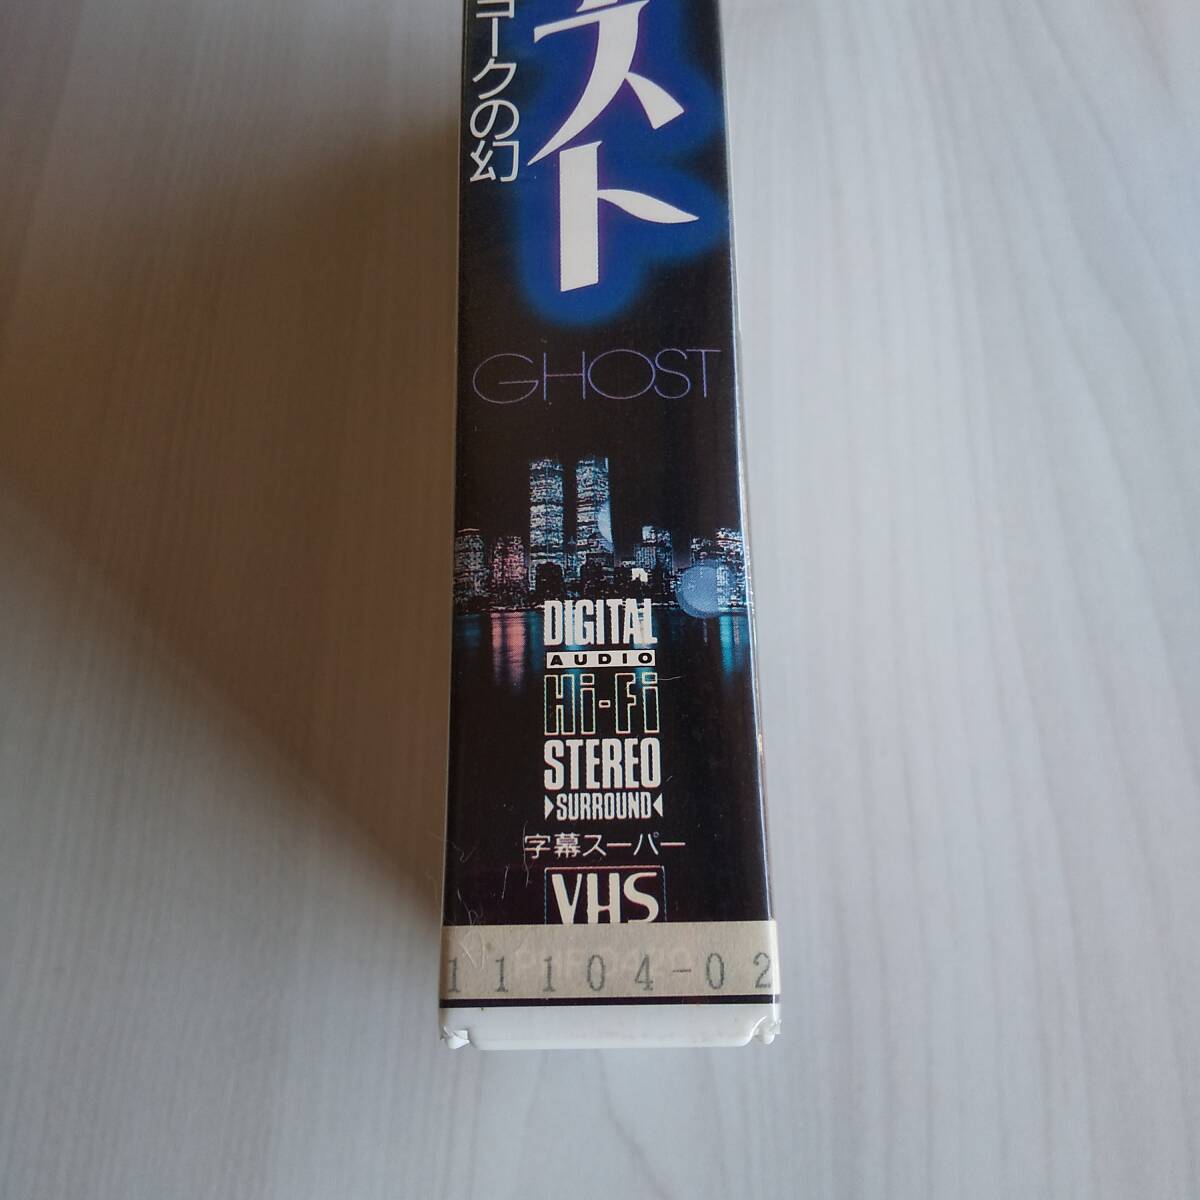 ヨークの幻
スト
GHOST
DIGITAL
AUDIO
Hi-Fi
STEREO
SURROUND
字幕スーパー
VHS
11104-02